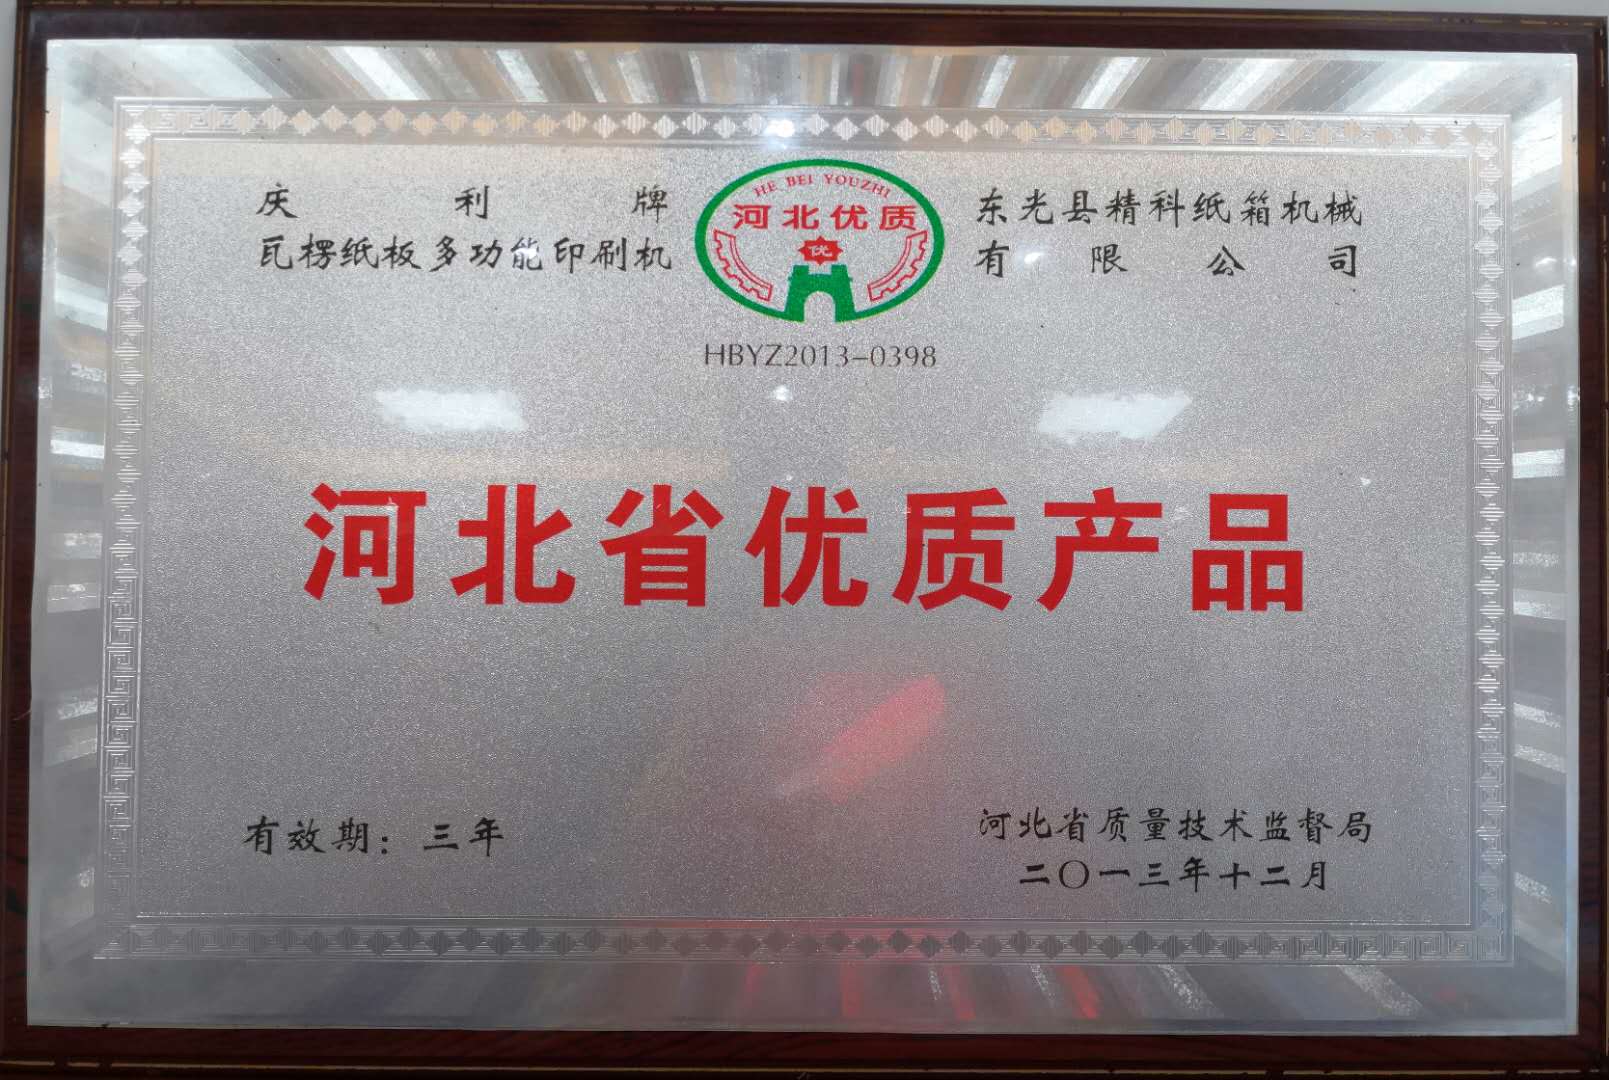 庆利牌
瓦楞纸板多功能印刷机
HE BEI YOUZHI
河北优质
优
HBYZ2013-0398
东光县精科纸箱机械
有限公司
河北省优质产品
有效期：三年
河北省质量技术监督局
二〇一三年十二月